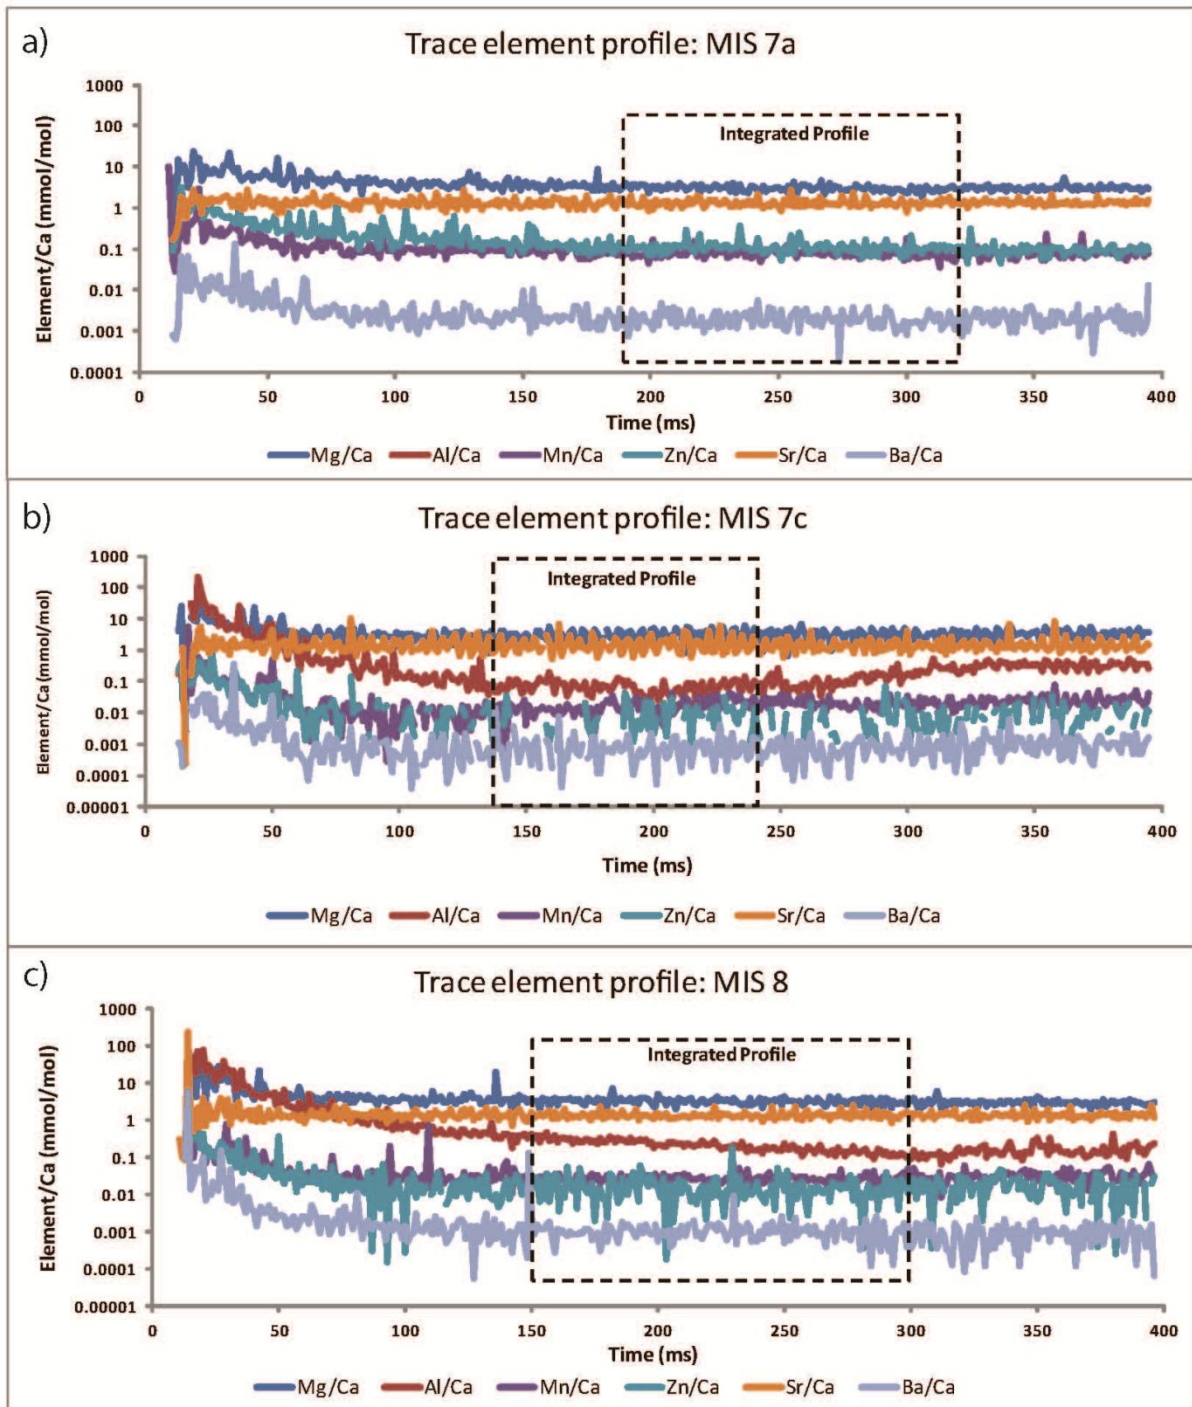 a)
Trace element profile: MIS 7a
Element/Ca (mmol/mol)
1000
100
10
1
0.1
0.01
0.001
0.0001
Integrated Profile
0 50 100 150 200 250 300 350 400
Time (ms)
Mg/Ca Al/Ca Mn/Ca Zn/Ca Sr/Ca Ba/Ca
b)
Trace element profile: MIS 7c
Element/Ca (mmol/mol)
1000
100
10
1
0.1
0.01
0.001
0.0001
0.00001
Integrated Profile
0 50 100 150 200 250 300 350 400
Time (ms)
Mg/Ca Al/Ca Mn/Ca Zn/Ca Sr/Ca Ba/Ca
c)
Trace element profile: MIS 8
Element/Ca (mmol/mol)
1000
100
10
1
0.1
0.01
0.001
0.0001
0.00001
Integrated Profile
0 50 100 150 200 250 300 350 400
Time (ms)
Mg/Ca Al/Ca Mn/Ca Zn/Ca Sr/Ca Ba/Ca